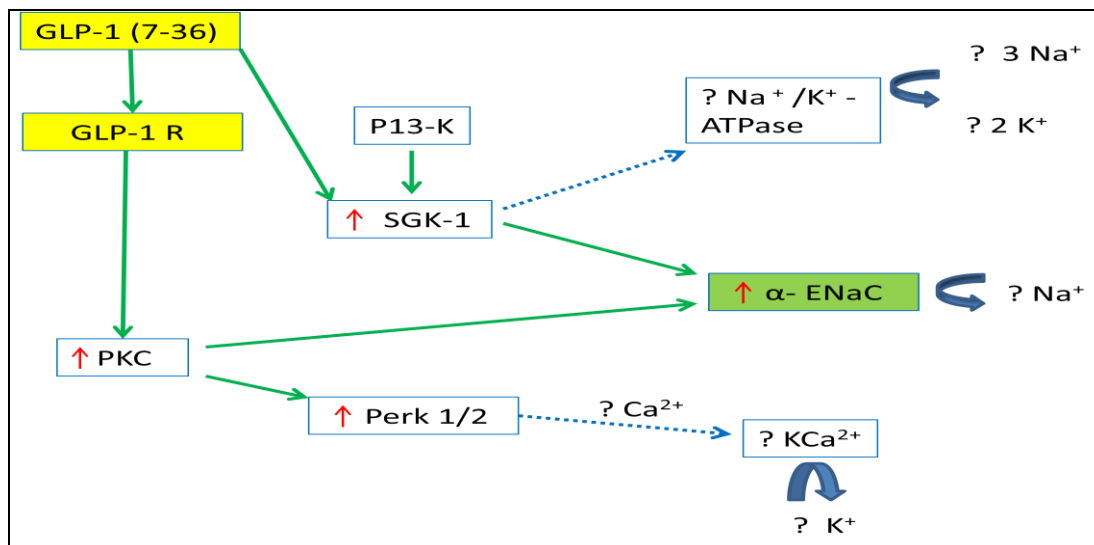 GLP-1 (7-36)
? 3 Na⁺
? Na⁺ /K⁺ -
ATPase
? 2 K⁺
GLP-1 R
P13-K
↑ SGK-1
↑ α- ENaC
? Na⁺
↑ PKC
↑ Perk 1/2
? Ca²⁺
? KCa²⁺
? K⁺